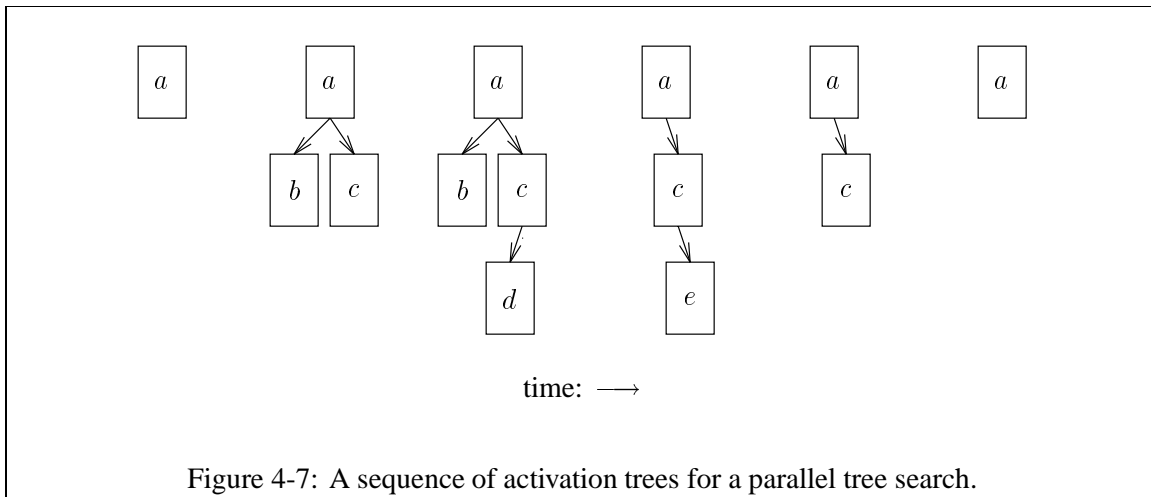 a a a a a a
b c b c c c
d e
time: ⟶
Figure 4-7: A sequence of activation trees for a parallel tree search.